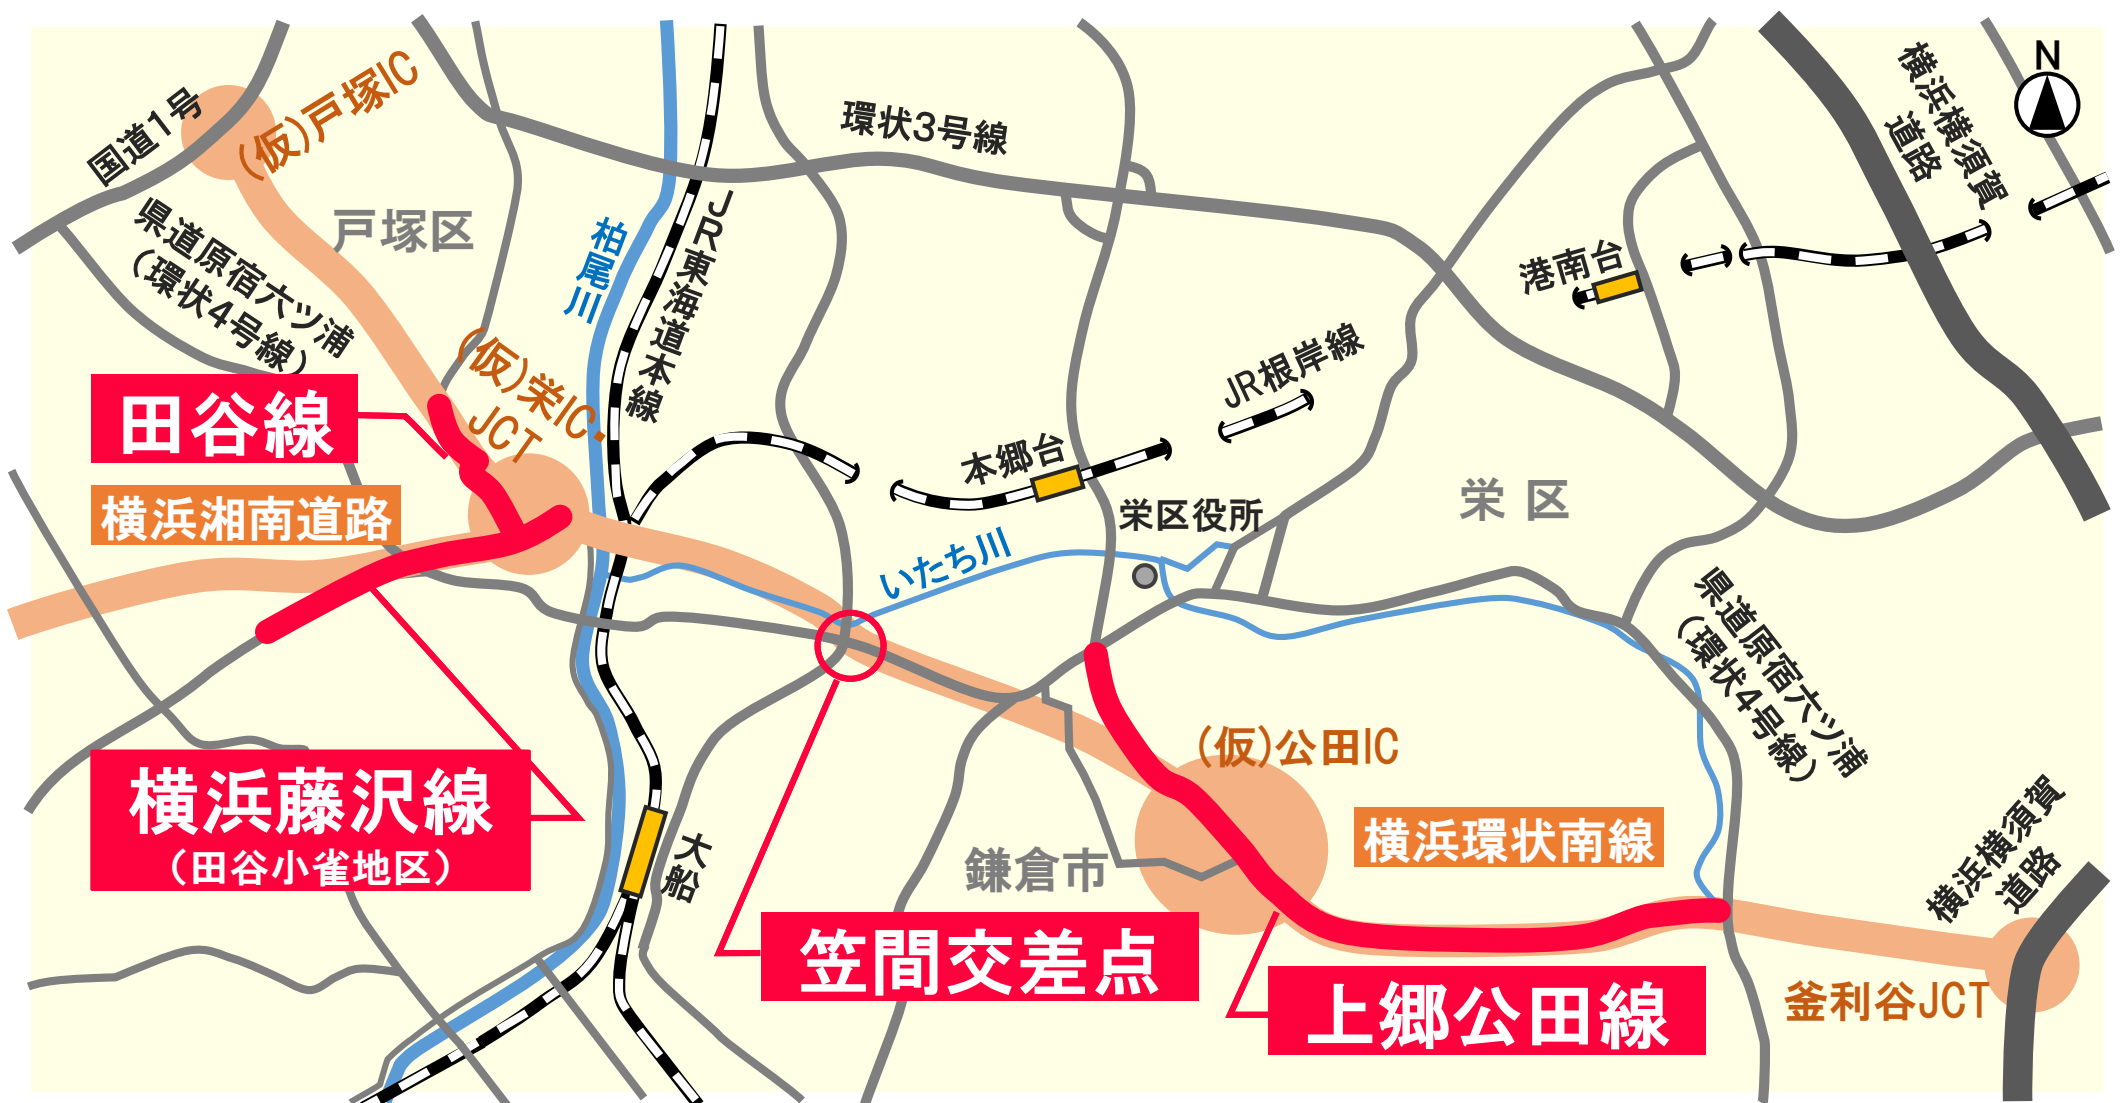 国道1号
(仮)戸塚IC
環状3号線
横浜横須賀
道路
N
県道原宿六ツ浦
（環状4号線）
戸塚区
柏尾川
JR東海道本線
港南台
(仮)栄IC・
JCT
JR根岸線
田谷線
本郷台
栄区役所
栄区
横浜湘南道路
いたち川
県道原宿六ツ浦
（環状4号線）
(仮)公田IC
横浜藤沢線
（田谷小雀地区）
大船
鎌倉市
横浜環状南線
横浜横須賀
道路
笠間交差点
上郷公田線
釜利谷JCT